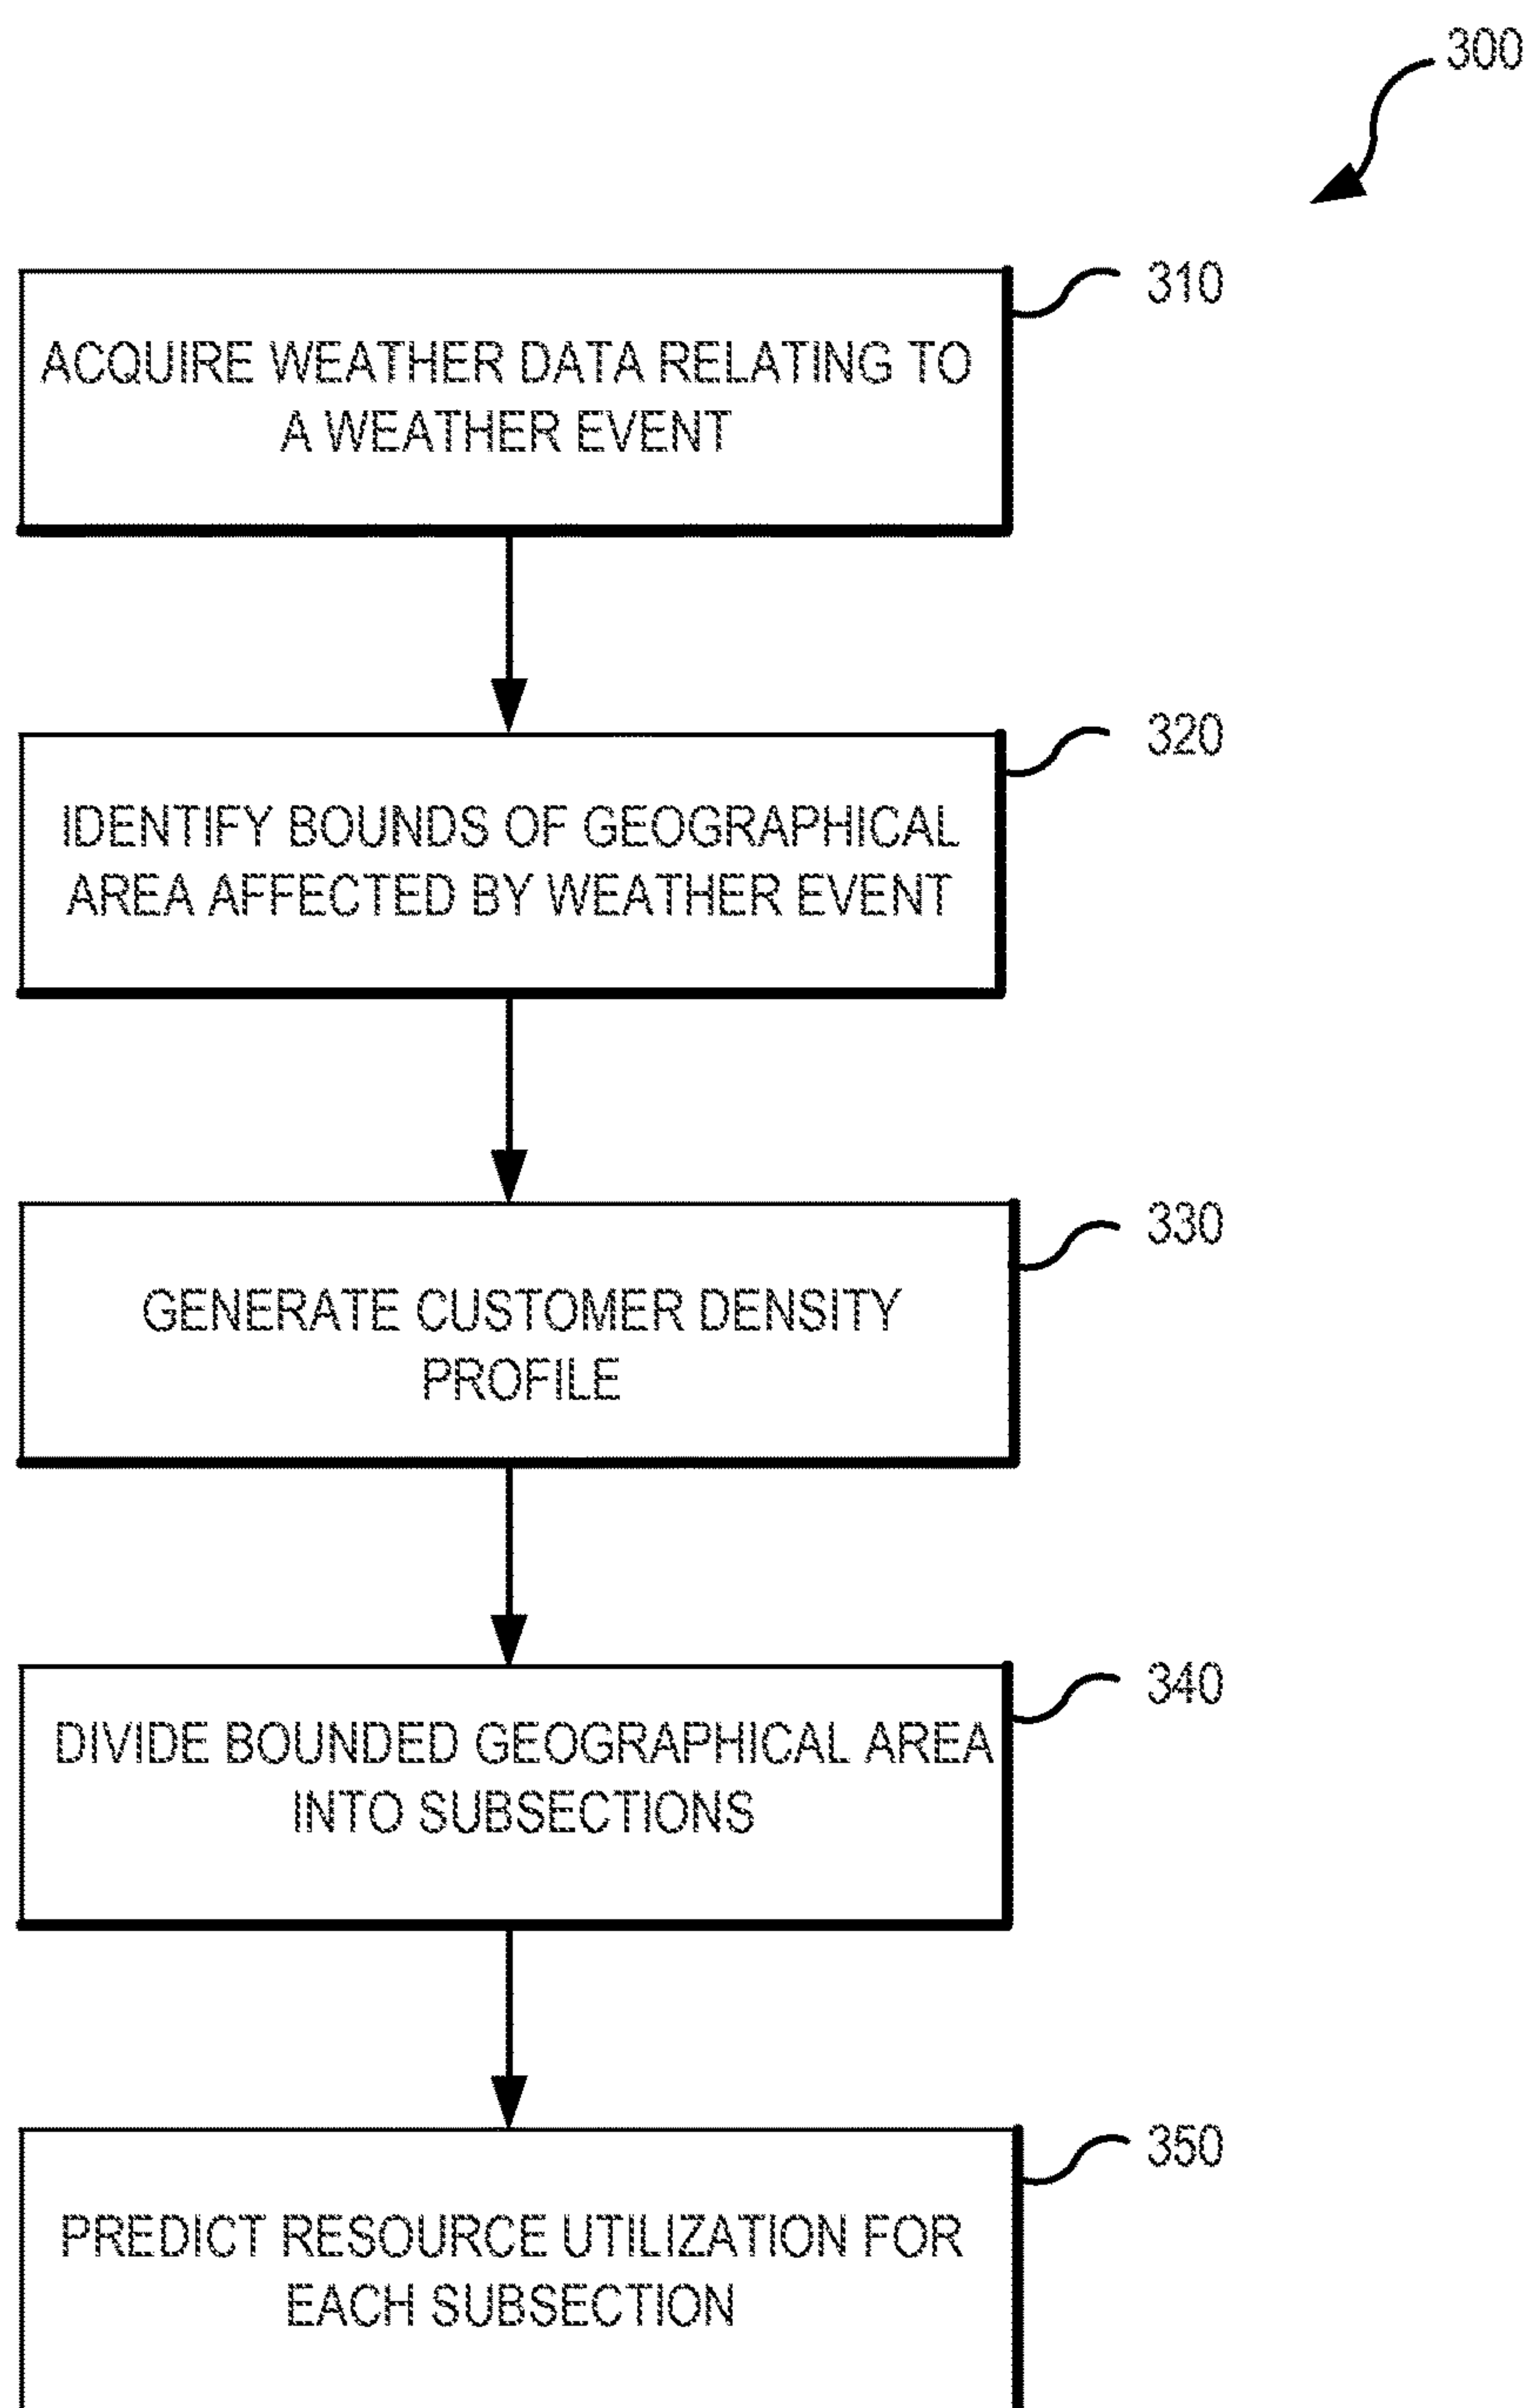 300
310
ACQUIRE WEATHER DATA RELATING TO
A WEATHER EVENT
320
IDENTIFY BOUNDS OF GEOGRAPHICAL
AREA AFFECTED BY WEATHER EVENT
330
GENERATE CUSTOMER DENSITY
PROFILE
340
DIVIDE BOUNDED GEOGRAPHICAL AREA
INTO SUBSECTIONS
350
PREDICT RESOURCE UTILIZATION FOR
EACH SUBSECTION